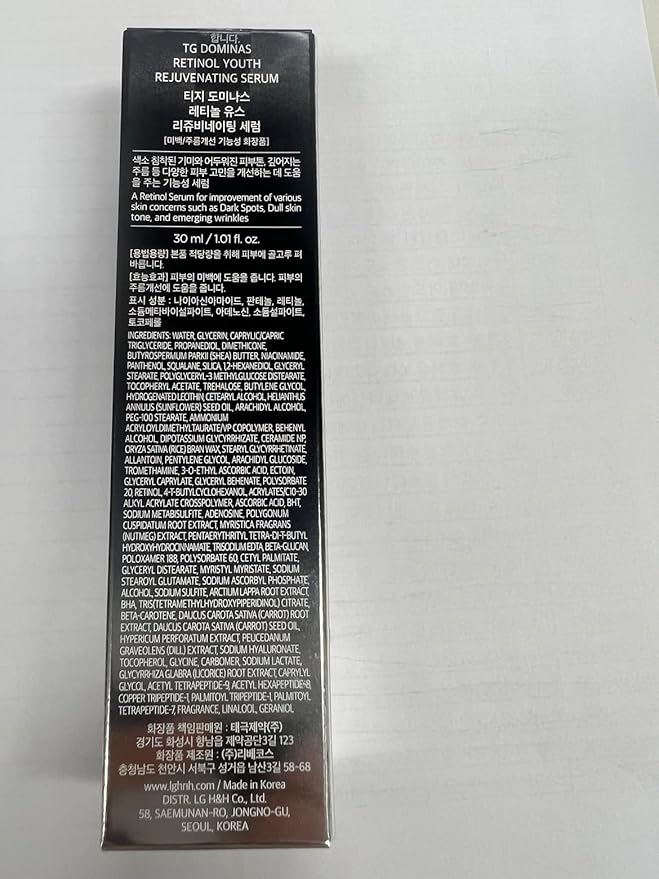 합니다.
TG DOMINAS
RETINOL YOUTH
REJUVENATING SERUM
티지 도미나스
레티놀 유스
리쥬비네이팅 세럼
[미백/주름개선 기능성 화장품]
색소 침착된 기미와 어두워진 피부톤, 깊어지는
주름 등 다양한 피부 고민을 개선하는 데 도움
을 주는 기능성 세럼
A Retinol Serum for improvement of various
skin concerns such as Dark Spots, Dull skin
tone, and emerging wrinkles
30 ml / 1.01 fl. oz.
[용법용량] 본품 적당량을 취해 피부에 골고루 펴
바릅니다.
[효능효과] 피부의 미백에 도움을 줍니다. 피부의
주름개선에 도움을 줍니다.
표시 성분 : 나이아신아마이드, 판테놀, 레티놀,
소듐메타바이설파이트, 아데노신, 소듐설파이트,
토코페롤
INGREDIENTS: WATER, GLYCERIN, CAPRYLIC/CAPRIC
TRIGLYCERIDE, PROPANEDIOL, DIMETHICONE,
BUTYROSPERMUM PARKII (SHEA) BUTTER, NIACINAMIDE,
PANTHENOL, SQUALANE, SILICA, 1,2-HEXANEDIOL, GLYCERYL
STEARATE, POLYGLYCERYL-3 METHYLGLUCOSE DISTEARATE,
TOCOPHERYL ACETATE, TREHALOSE, BUTYLENE GLYCOL,
HYDROGENATED LECITHIN, CETEARYL ALCOHOL, HELIANTHUS
ANNUUS (SUNFLOWER) SEED OIL, ARACHIDYL ALCOHOL,
PEG-100 STEARATE, AMMONIUM
ACRYLOYLDIMETHYLTAURATE/VP COPOLYMER, BEHENYL
ALCOHOL, DIPOTASSIUM GLYCYRRHIZATE, CERAMIDE NP,
ORYZA SATIVA (RICE) BRAN WAX, STEARYL GLYCYRRHETINATE,
ALLANTOIN, PENTYLENE GLYCOL, ARACHIDYL GLUCOSIDE,
TROMETHAMINE, 3-O-ETHYL ASCORBIC ACID, ECTOIN,
GLYCERYL CAPRYLATE, GLYCERYL BEHENATE, POLYSORBATE
20, RETINOL, 4-T-BUTYLCYCLOHEXANOL, ACRYLATES/C10-30
ALKYL ACRYLATE CROSSPOLYMER, ASCORBIC ACID, BHT,
SODIUM METABISULFITE, ADENOSINE, POLYGONUM
CUSPIDATUM ROOT EXTRACT, MYRISTICA FRAGRANS
(NUTMEG) EXTRACT, PENTAERYTHRITYL TETRA-DI-T-BUTYL
HYDROXYHYDROCINNAMATE, TRISODIUM EDTA, BETA-GLUCAN,
POLOXAMER 188, POLYSORBATE 60, CETYL PALMITATE,
GLYCERYL DISTEARATE, MYRISTYL MYRISTATE, SODIUM
STEAROYL GLUTAMATE, SODIUM ASCORBYL PHOSPHATE,
ALCOHOL, SODIUM SULFITE, ARCTIUM LAPPA ROOT EXTRACT,
BHA, TRIS(TETRAMETHYLHYDROXYPIPERIDINOL) CITRATE,
BETA-CAROTENE, DAUCUS CAROTA SATIVA (CARROT) ROOT
EXTRACT, DAUCUS CAROTA SATIVA (CARROT) SEED OIL,
HYPERICUM PERFORATUM EXTRACT, PEUCEDANUM
GRAVEOLENS (DILL) EXTRACT, SODIUM HYALURONATE,
TOCOPHEROL, GLYCINE, CARBOMER, SODIUM LACTATE,
GLYCYRRHIZA GLABRA (LICORICE) ROOT EXTRACT, CAPRYLYL
GLYCOL, ACETYL TETRAPEPTIDE-9, ACETYL HEXAPEPTIDE-8,
COPPER TRIPEPTIDE-1, PALMITOYL TRIPEPTIDE-1, PALMITOYL
TETRAPEPTIDE-7, FRAGRANCE, LINALOOL, GERANIOL
화장품 책임판매원 : 태극제약(주)
경기도 화성시 향남읍 제약공단3길 123
화장품 제조원 : (주)리베코스
충청남도 천안시 서북구 성거읍 남산3길 58-68
www.lghnh.com / Made in Korea
DISTR. LG H&H Co., Ltd.
58, SAEMUNAN-RO, JONGNO-GU,
SEOUL, KOREA